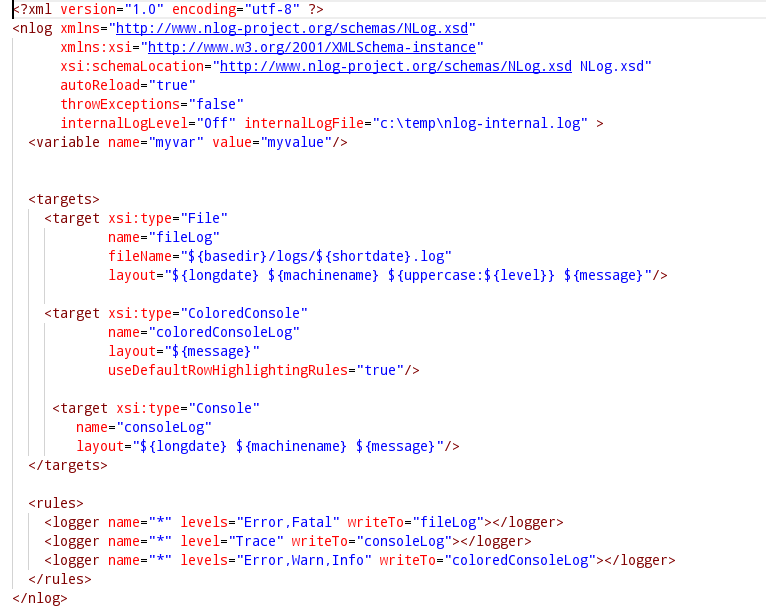 <?xml version="1.0" encoding="utf-8" ?>
<nlog xmlns="http://www.nlog-project.org/schemas/NLog.xsd"
      xmlns:xsi="http://www.w3.org/2001/XMLSchema-instance"
      xsi:schemaLocation="http://www.nlog-project.org/schemas/NLog.xsd NLog.xsd"
      autoReload="true"
      throwExceptions="false"
      internalLogLevel="Off" internalLogFile="c:\temp\nlog-internal.log" >
  <variable name="myvar" value="myvalue"/>
  <targets>
    <target xsi:type="File"
            name="fileLog"
            fileName="${basedir}/logs/${shortdate}.log"
            layout="${longdate} ${machinename} ${uppercase:${level}} ${message}"/>
    <target xsi:type="ColoredConsole"
            name="coloredConsoleLog"
            layout="${message}"
            useDefaultRowHighlightingRules="true"/>
     <target xsi:type="Console"
        name="consoleLog"
        layout="${longdate} ${machinename} ${message}"/>
  </targets>
  <rules>
    <logger name="*" levels="Error,Fatal" writeTo="fileLog"></logger>
    <logger name="*" level="Trace" writeTo="consoleLog"></logger>
    <logger name="*" levels="Error,Warn,Info" writeTo="coloredConsoleLog"></logger>
  </rules>
</nlog>